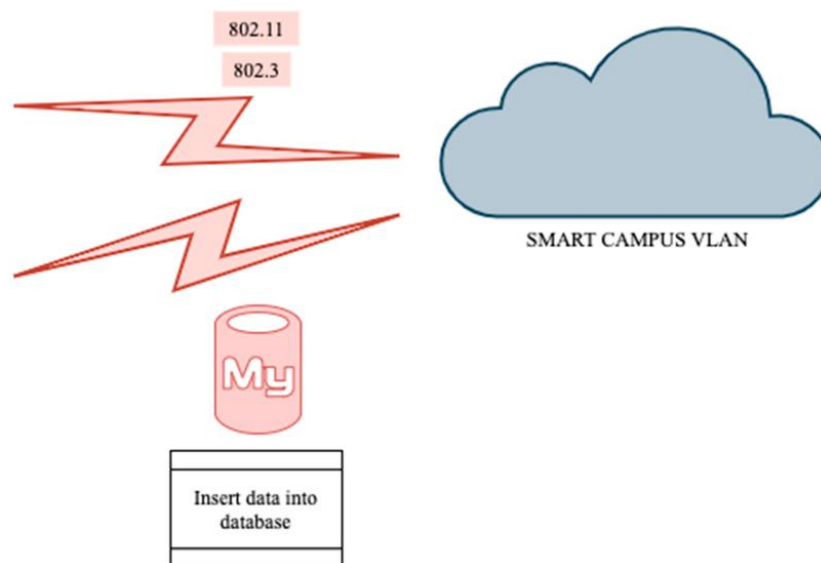 802.11
802.3
SMART CAMPUS VLAN
My
Insert data into
database